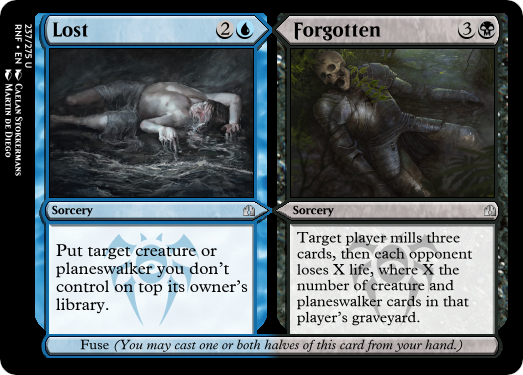 Lost 2
Sorcery
Put target creature or
planeswalker you don't
control on top its owner's
library.
Forgotten 3
Sorcery
Target player mills three
cards, then each opponent
loses X life, where X the
number of creature and
planeswalker cards in that
player's graveyard.
Fuse (You may cast one or both halves of this card from your hand.)
237/275 U
RNF • EN Caelan Stokkermans
Martin de Diego